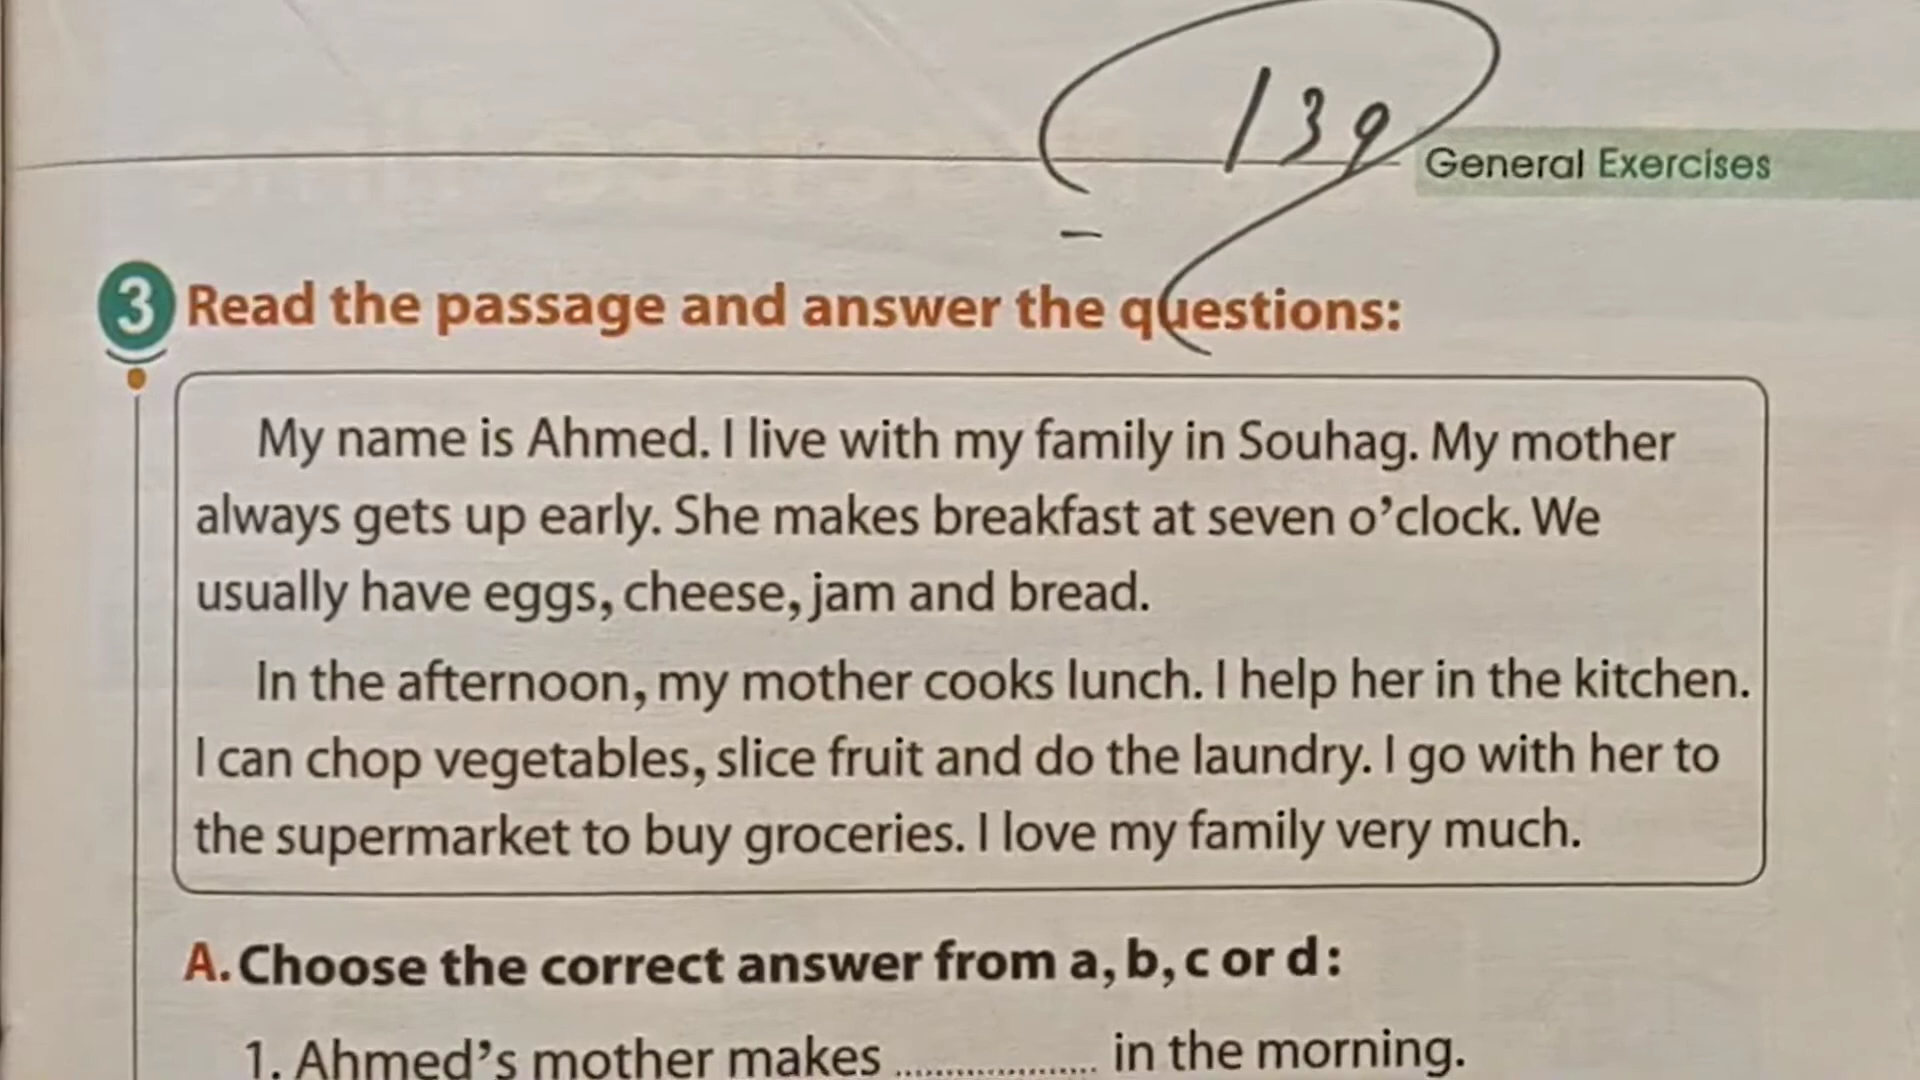 139
General Exercises
3 Read the passage and answer the questions:
My name is Ahmed. I live with my family in Souhag. My mother
always gets up early. She makes breakfast at seven o’clock. We
usually have eggs, cheese, jam and bread.
In the afternoon, my mother cooks lunch. I help her in the kitchen.
I can chop vegetables, slice fruit and do the laundry. I go with her to
the supermarket to buy groceries. I love my family very much.
A. Choose the correct answer from a, b, c or d:
1. Ahmed’s mother makes ................ in the morning.